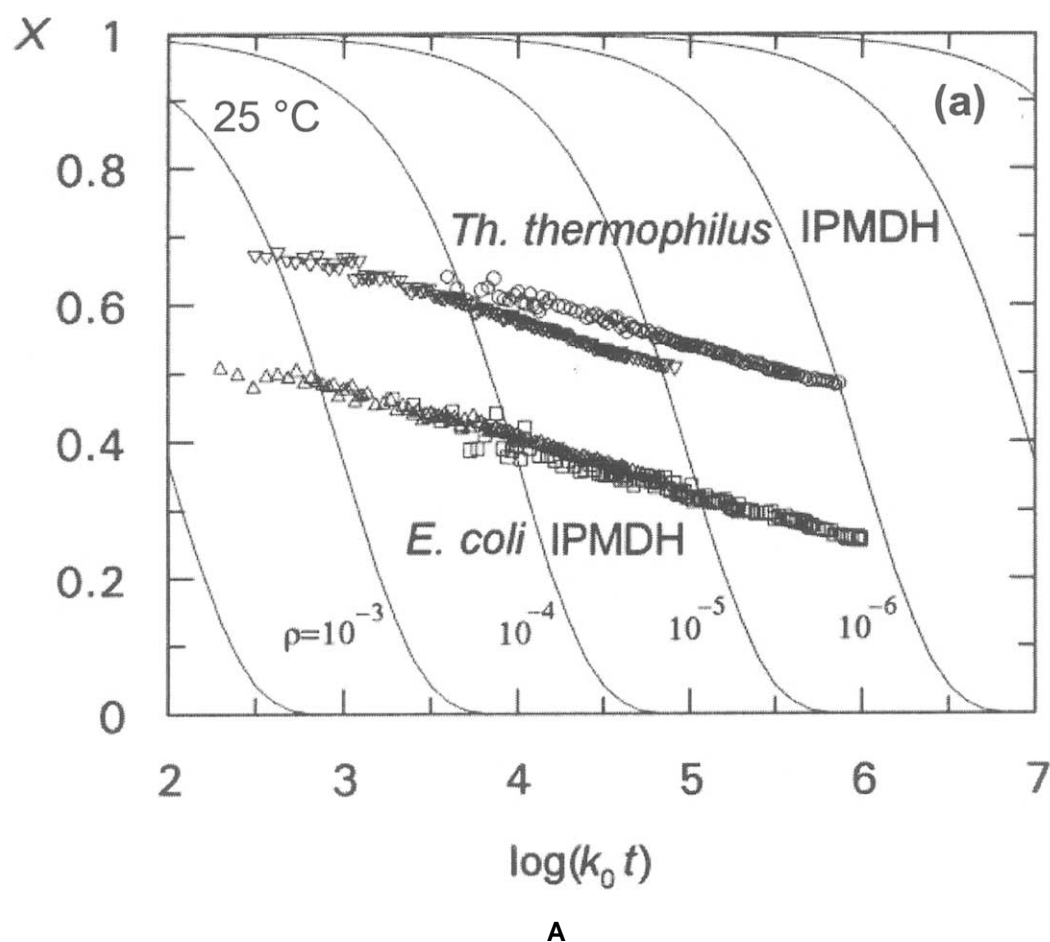 X
1
0.8
0.6
0.4
0.2
0
25 °C
(a)
Th. thermophilus IPMDH
E. coli IPMDH
ρ=10⁻³
10⁻⁴
10⁻⁵
10⁻⁶
2 3 4 5 6 7
log(k₀ t)
A